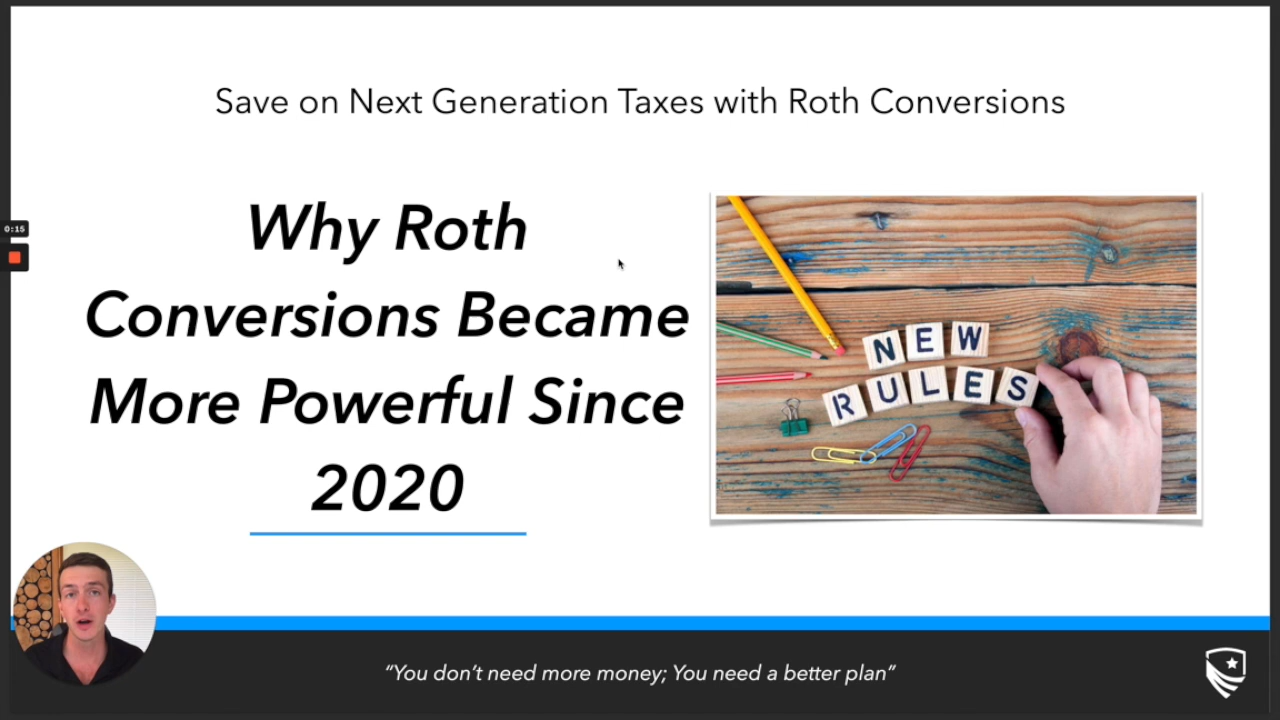 Save on Next Generation Taxes with Roth Conversions
Why Roth
Conversions Became
More Powerful Since
2020
NEW
RULES
0:15
“You don’t need more money; You need a better plan”